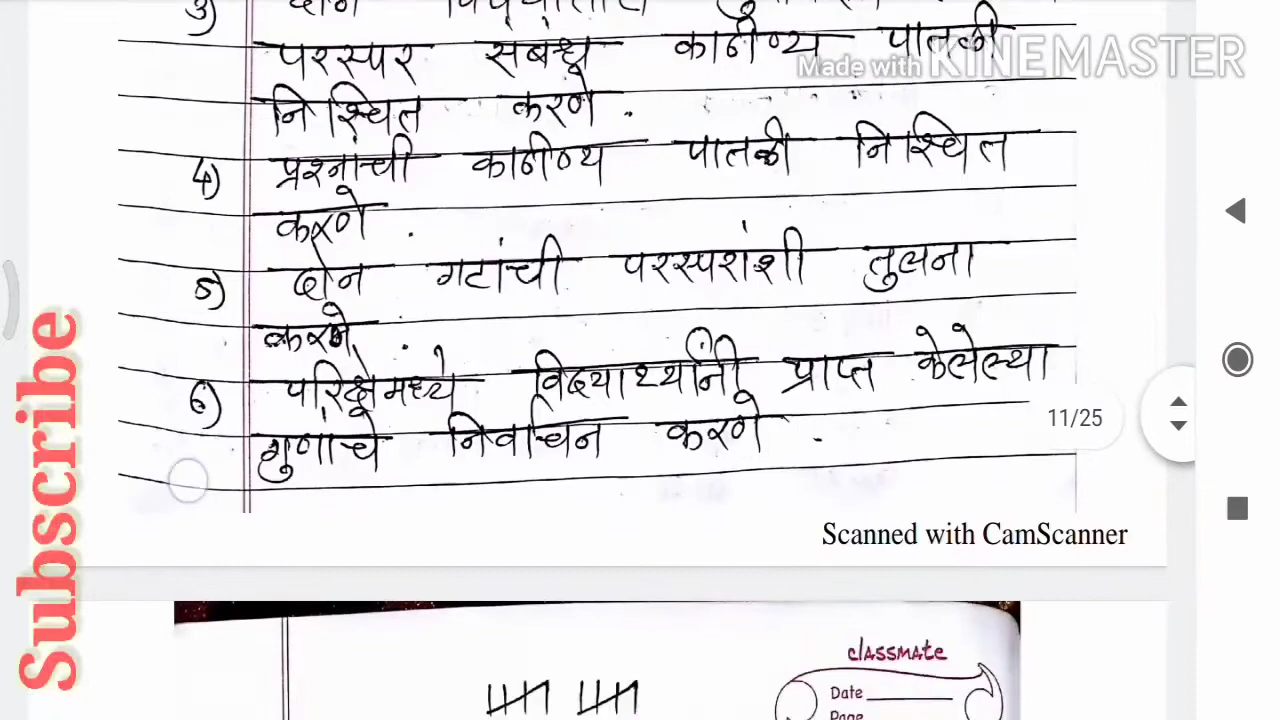 3) दोन
परस्पर संबंध काठीण्य पातळी
Made with KINEMASTER
निश्चित करणे.
4) प्रश्नांची काठीण्य पातळी निश्चित
करणे.
5) दोन गटांची परस्परांशी तुलना
करणे.
6) परिक्षेमध्ये विद्यार्थ्यांनी प्राप्त केलेल्या
गुणांचे निर्वाचन करणे.
11/25
Subscribe
Scanned with CamScanner
classmate
Date
Page